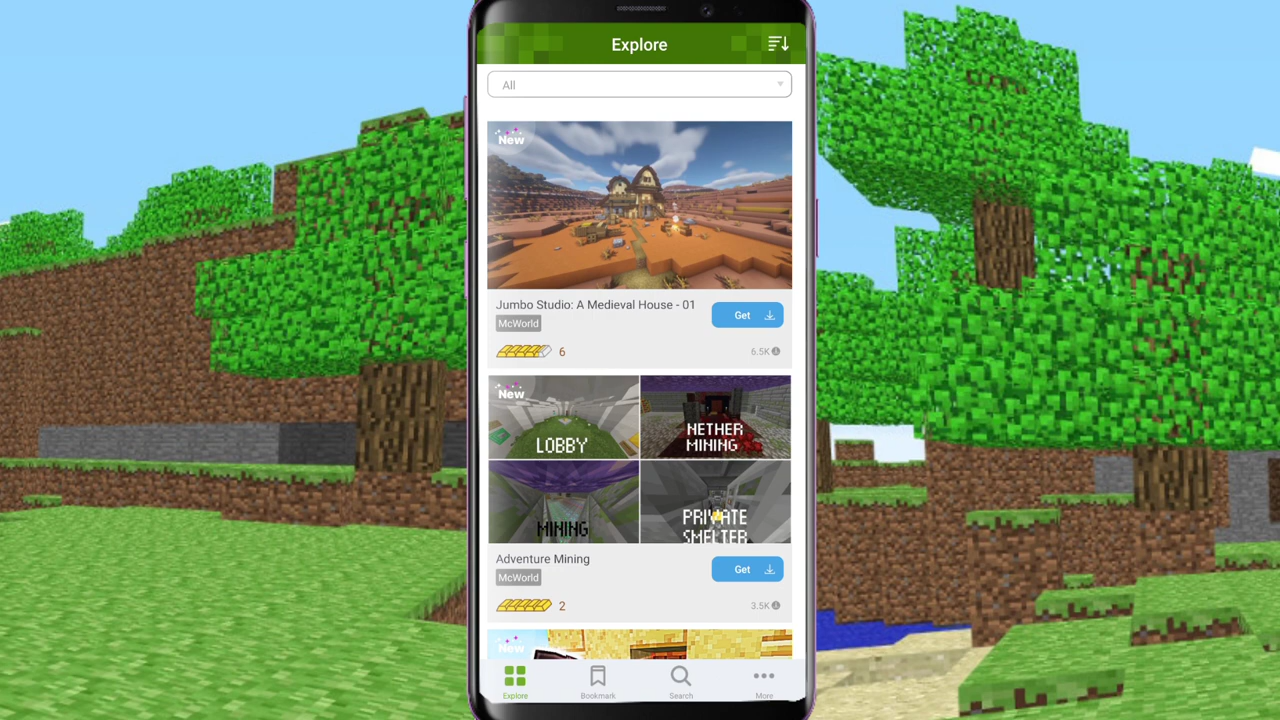 Explore
All
New
Jumbo Studio: A Medieval House - 01
Get
McWorld
6
6.5K
New
LOBBY
NETHER
MINING
MINING
PRIVATE
SMELTER
Adventure Mining
Get
McWorld
2
3.5K
New
Explore
Bookmark
Search
More